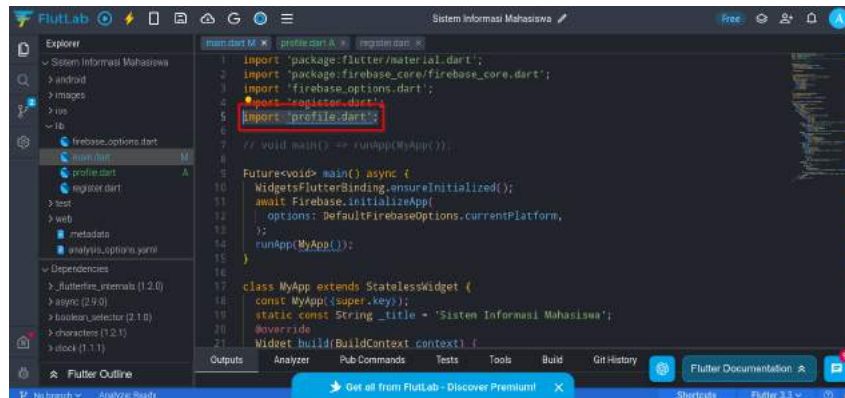 FlutLab
Sistem Informasi Mahasiswa
Free
Explorer
main.dart M
profile.dart A
register.dart
Sistem Informasi Mahasiswa
android
images
ios
lib
firebase_options.dart
main.dart M
profile.dart A
register.dart
test
web
.metadata
analysis_options.yaml
Dependencies
_flutterfire_internals (1.2.0)
async (2.9.0)
boolean_selector (2.1.0)
characters (1.2.1)
clock (1.1.1)
Flutter Outline
1 import 'package:flutter/material.dart';
2 import 'package:firebase_core/firebase_core.dart';
3 import 'firebase_options.dart';
4 import 'register.dart';
5 import 'profile.dart';
6
7 // void main() => runApp(MyApp());
8
9 Future<void> main() async {
10 WidgetsFlutterBinding.ensureInitialized();
11 await Firebase.initializeApp(
12 options: DefaultFirebaseOptions.currentPlatform,
13 );
14 runApp(MyApp());
15 }
16
17 class MyApp extends StatelessWidget {
18 const MyApp({super.key});
19 static const String _title = 'Sistem Informasi Mahasiswa';
20 @override
21 Widget build(BuildContext context) {
Outputs Analyzer Pub Commands Tests Tools Build Git History
Flutter Documentation
Get all from FlutLab - Discover Premium!
No branch Analyze: Ready
Shortcuts Flutter 3.3